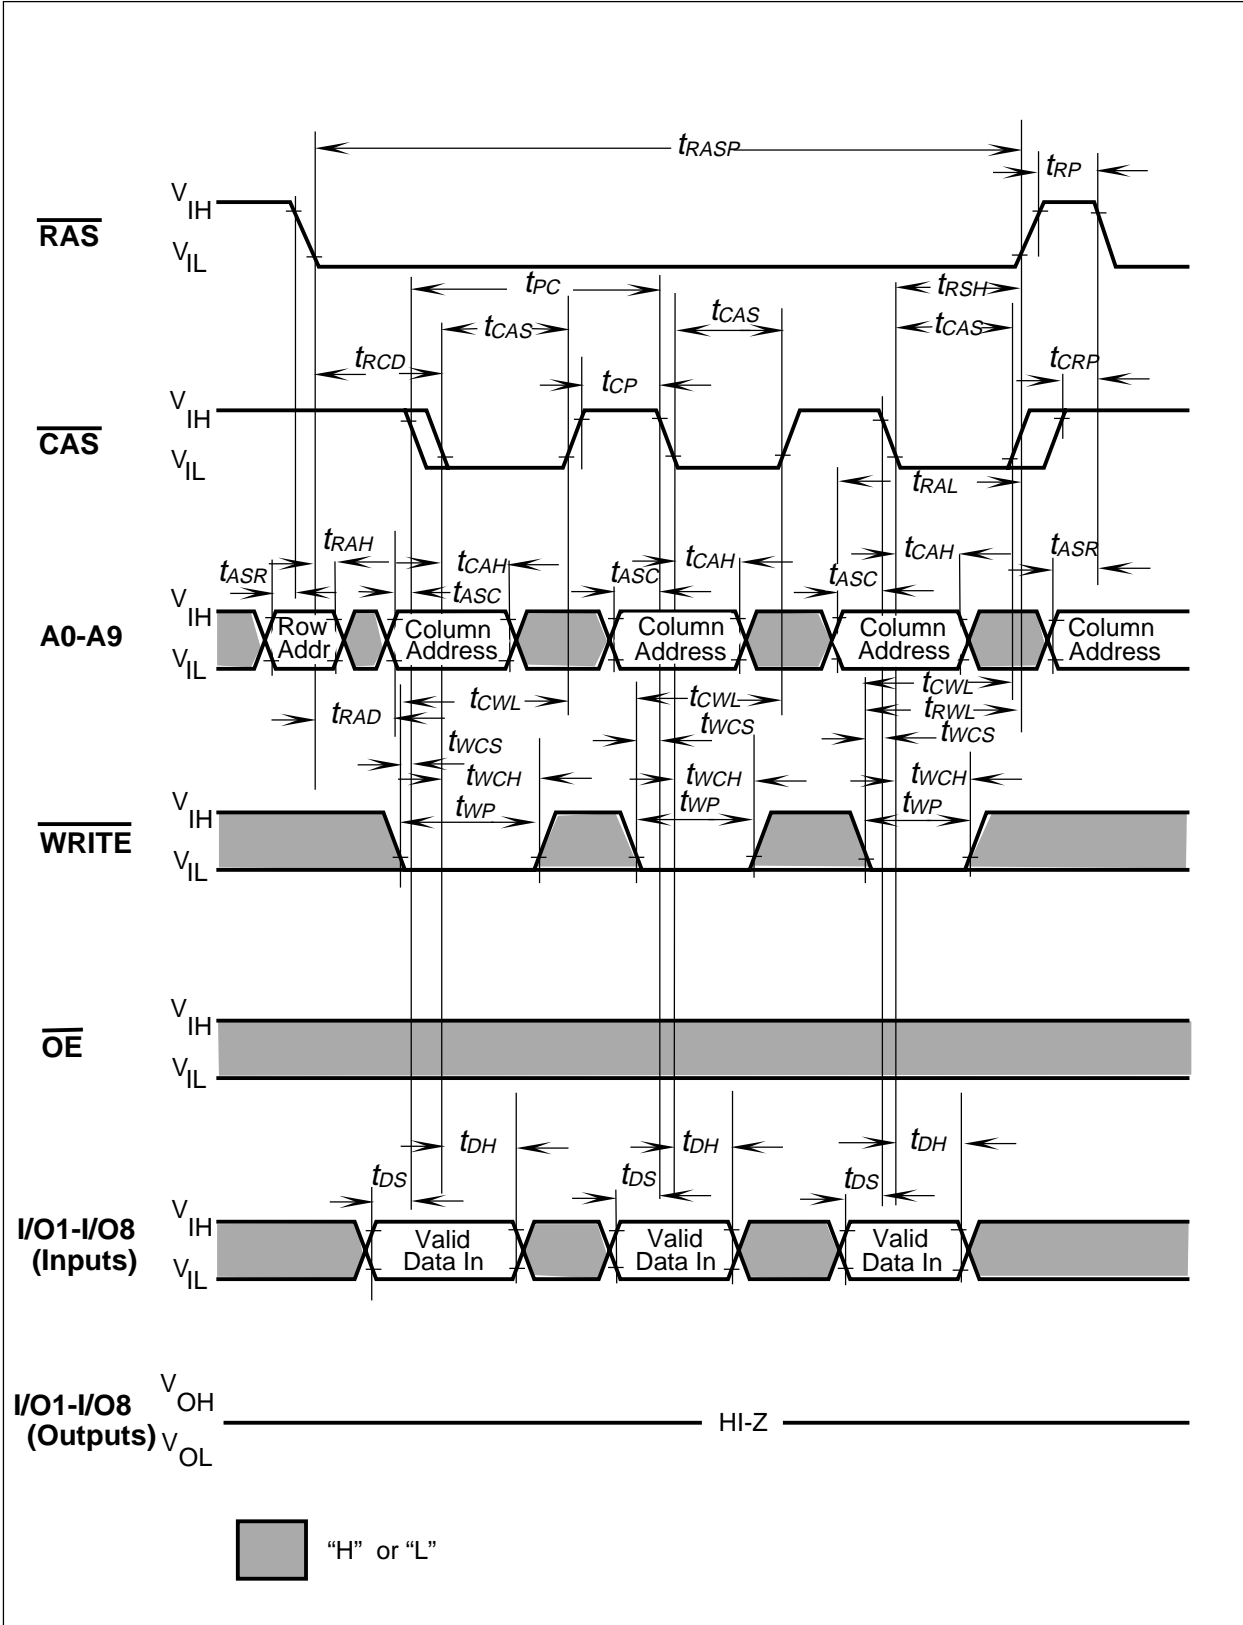 tRASP
tRP
VIH
RAS
VIL
tPC
tRSH
tCAS
tCAS
tCAS
tRCD
tCP
tCRP
VIH
CAS
VIL
tRAL
tRAH
tCAH
tCAH
tCAH
tASR
tASR
tASC
tASC
tASC
VIH
A0-A9
VIL
Row Addr
Column Address
Column Address
Column Address
Column Address
tCWL
tCWL
tCWL
tRAD
tRWL
tWCS
tWCS
tWCS
tWCH
tWCH
tWCH
tWP
tWP
tWP
VIH
WRITE
VIL
VIH
OE
VIL
tDH
tDH
tDH
tDS
tDS
tDS
VIH
I/O1-I/O8
(Inputs)
VIL
Valid Data In
Valid Data In
Valid Data In
VOH
I/O1-I/O8
(Outputs)
VOL
HI-Z
“H” or “L”